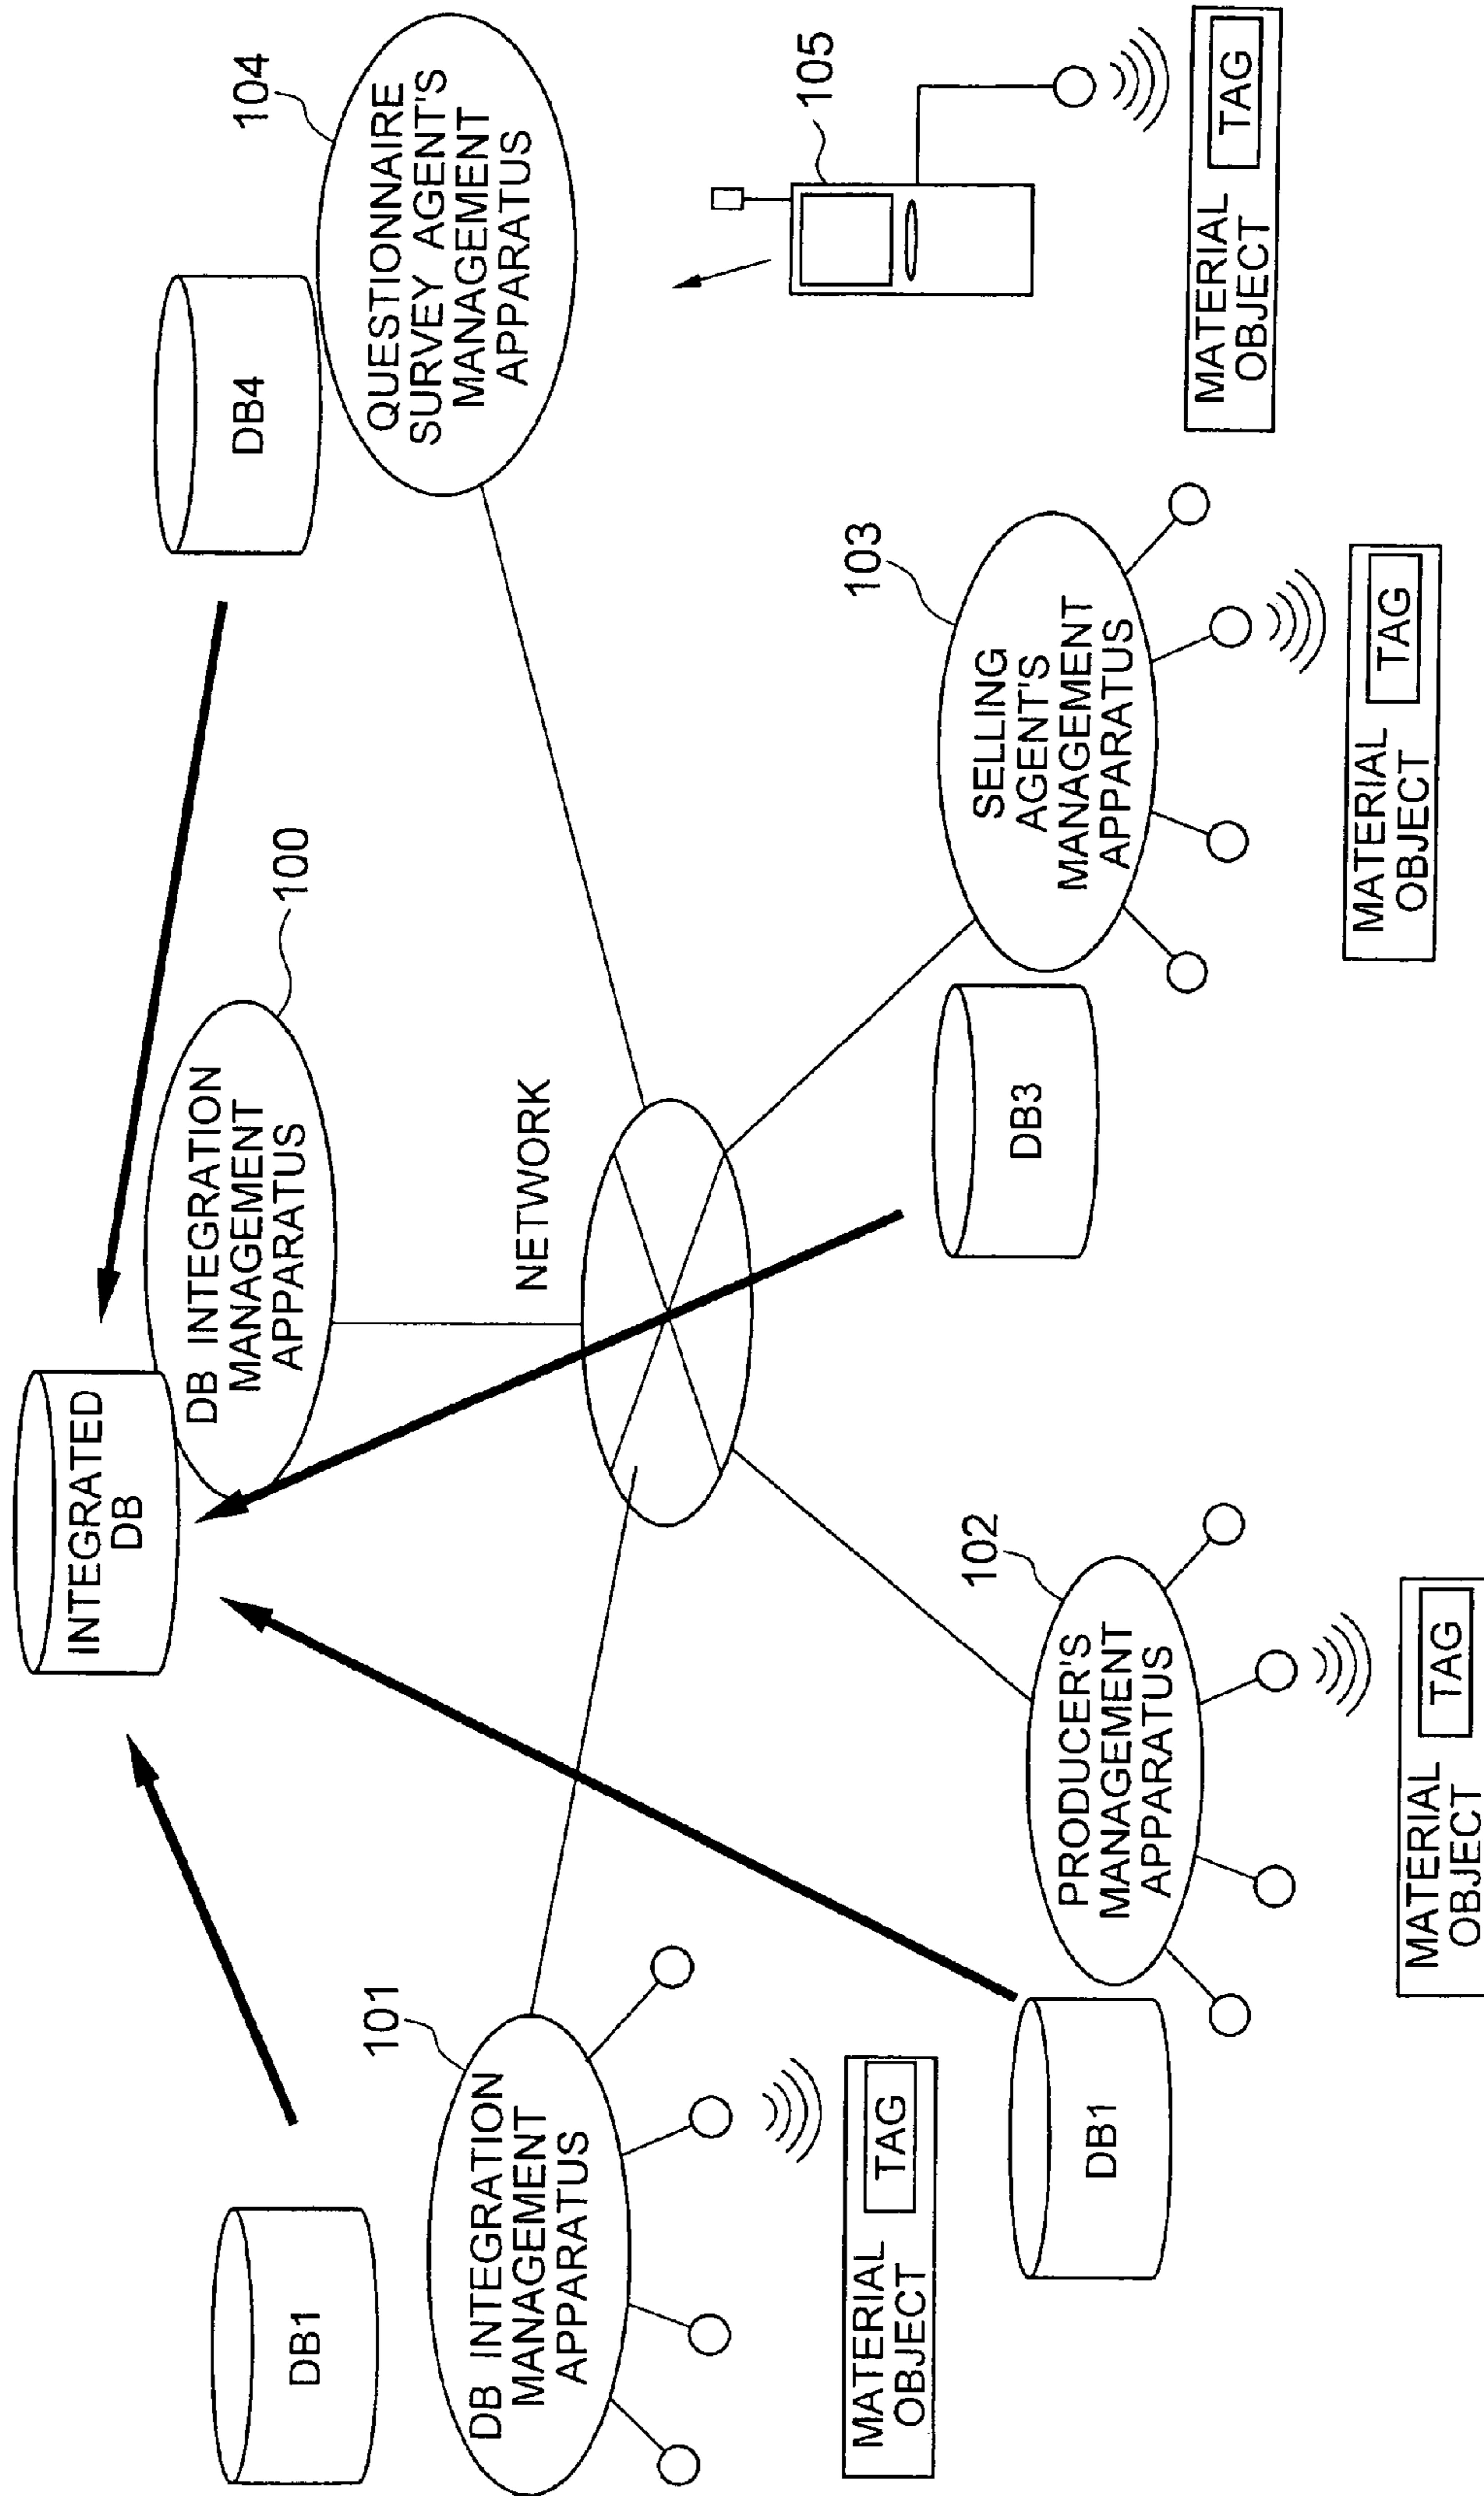 INTEGRATED
DB
DB INTEGRATION
MANAGEMENT
APPARATUS
100
DB4
104
QUESTIONNAIRE
SURVEY AGENT'S
MANAGEMENT
APPARATUS
DB1
101
DB INTEGRATION
MANAGEMENT
APPARATUS
NETWORK
105
MATERIAL
OBJECT
TAG
103
SELLING
AGENT'S
MANAGEMENT
APPARATUS
DB3
MATERIAL
OBJECT
TAG
102
PRODUCER'S
MANAGEMENT
APPARATUS
DB1
MATERIAL
OBJECT
TAG
MATERIAL
OBJECT
TAG